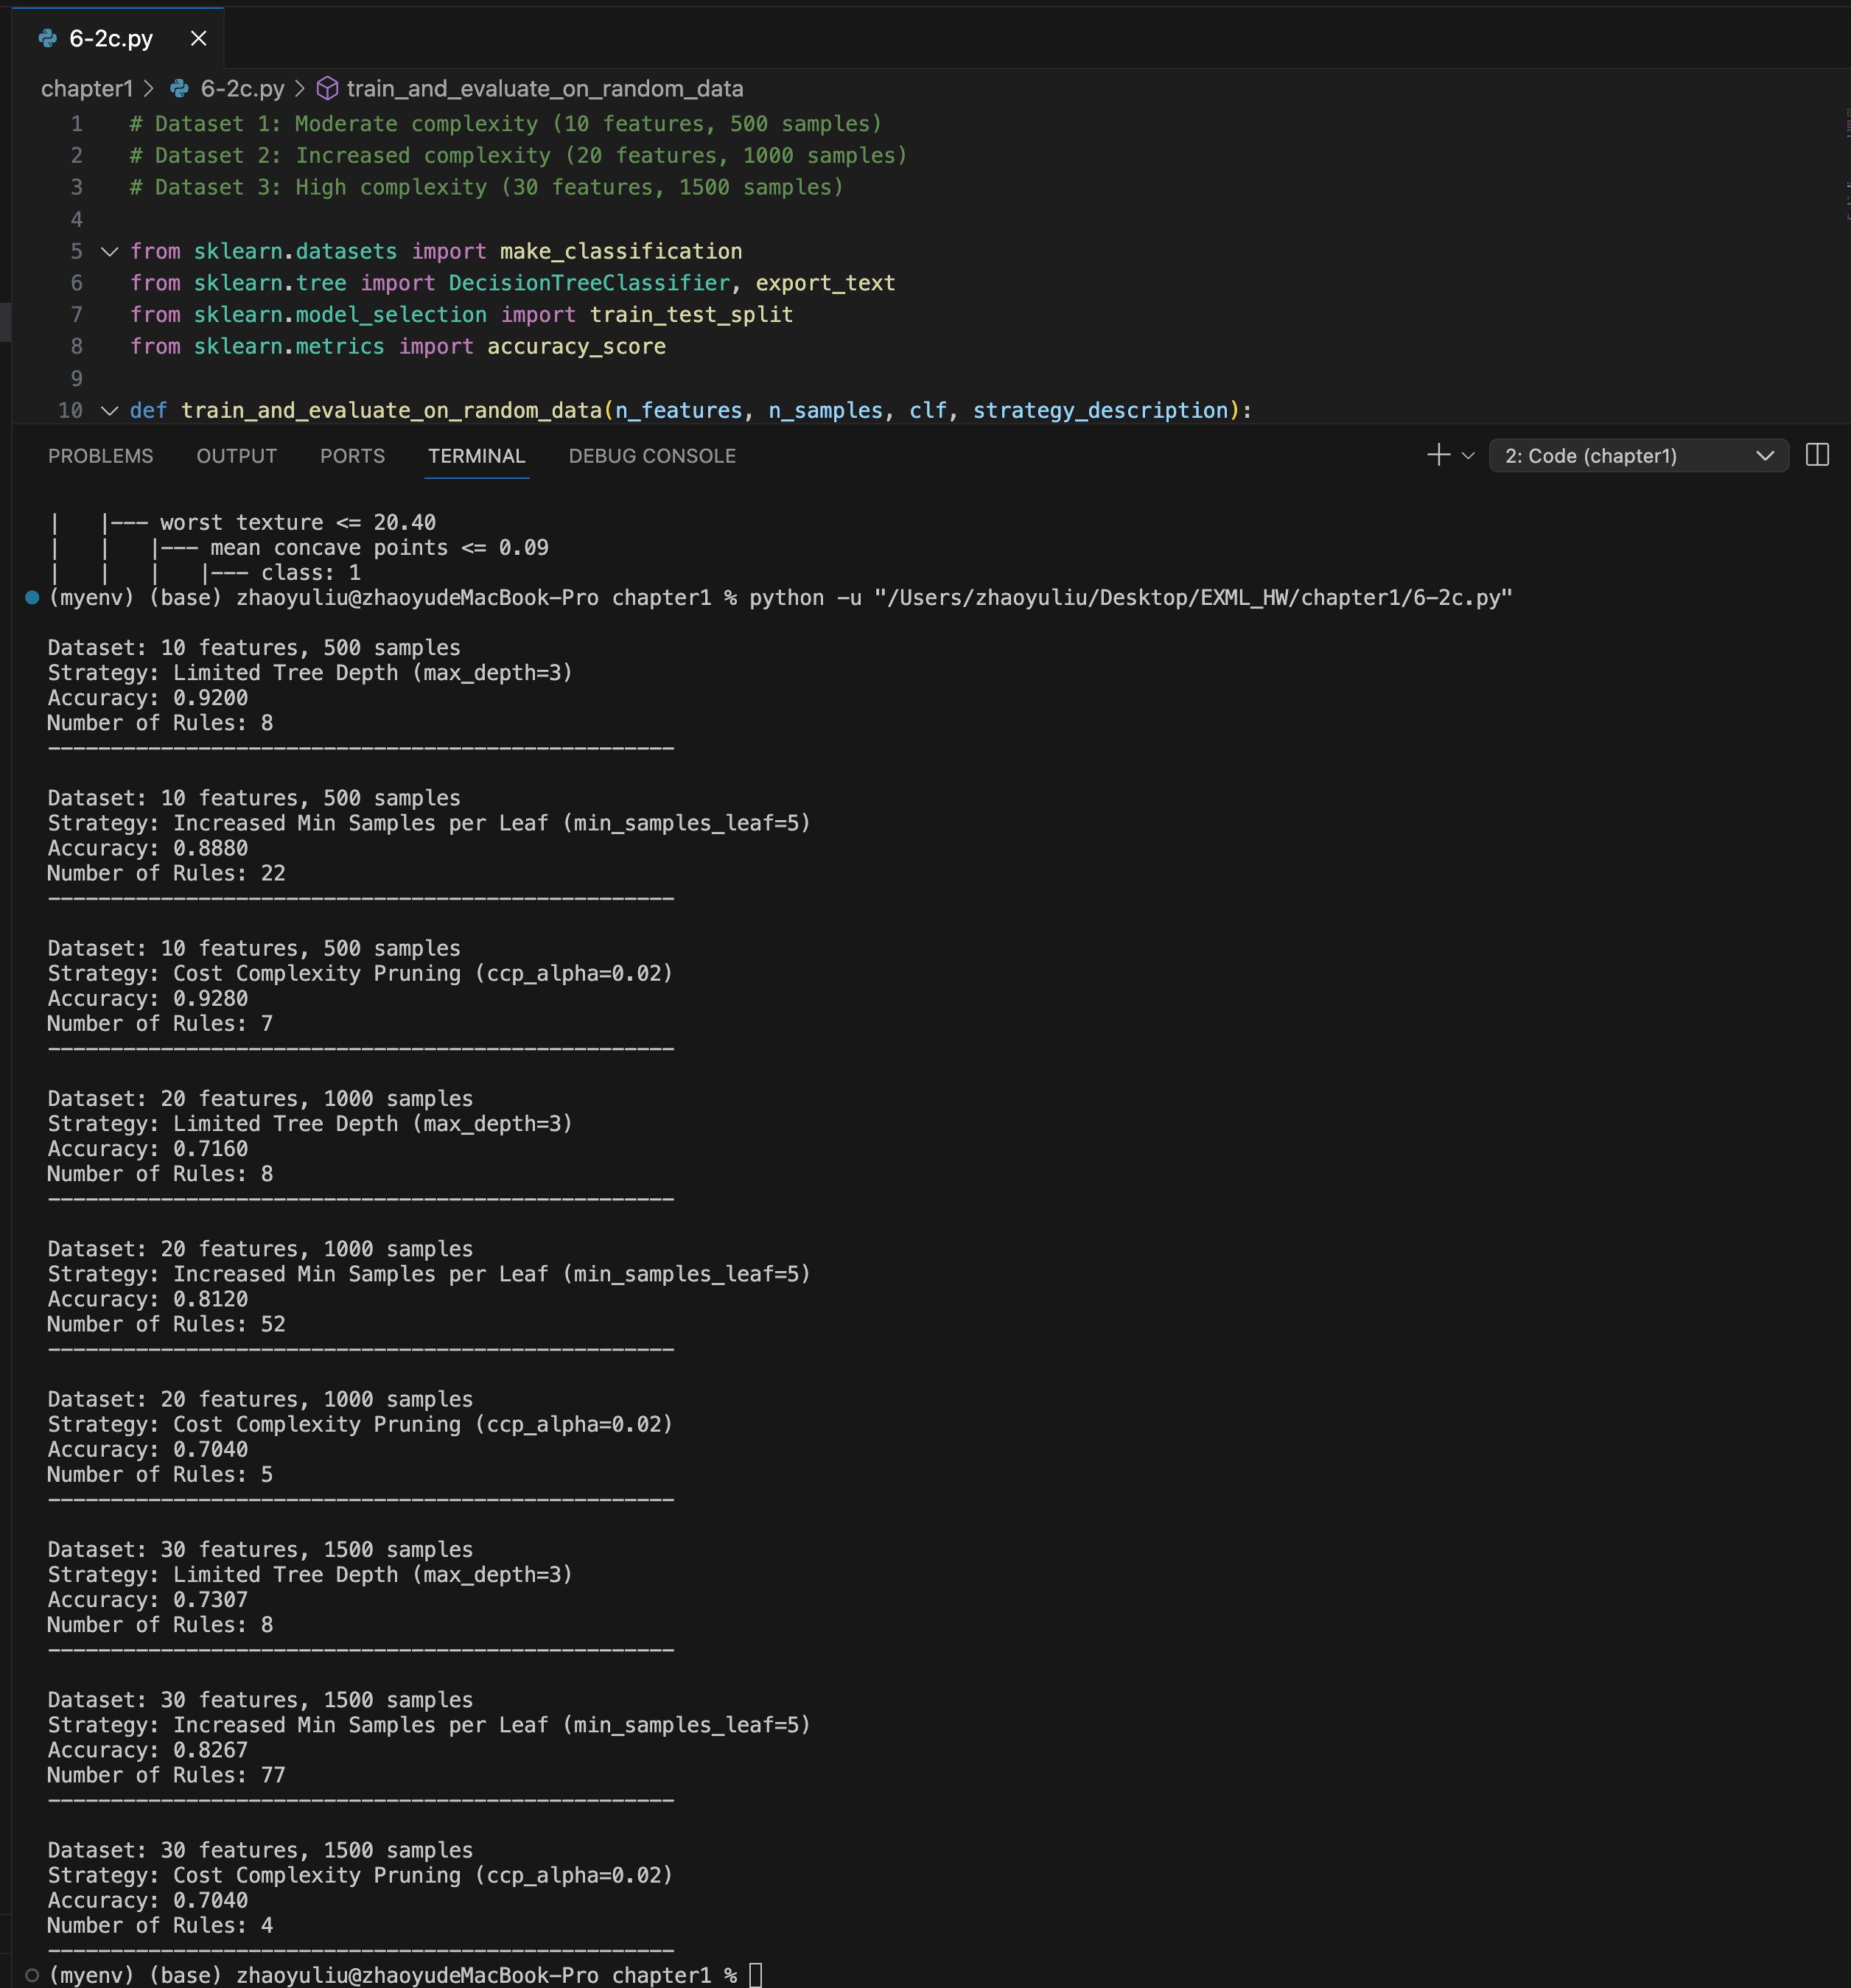 6-2c.py
chapter1 > 6-2c.py > train_and_evaluate_on_random_data
1 # Dataset 1: Moderate complexity (10 features, 500 samples)
2 # Dataset 2: Increased complexity (20 features, 1000 samples)
3 # Dataset 3: High complexity (30 features, 1500 samples)
4
5 from sklearn.datasets import make_classification
6 from sklearn.tree import DecisionTreeClassifier, export_text
7 from sklearn.model_selection import train_test_split
8 from sklearn.metrics import accuracy_score
9
10 def train_and_evaluate_on_random_data(n_features, n_samples, clf, strategy_description):
PROBLEMS OUTPUT PORTS TERMINAL DEBUG CONSOLE 2: Code (chapter1)
|   |--- worst texture <= 20.40
|   |   |--- mean concave points <= 0.09
|   |   |   |--- class: 1
(myenv) (base) zhaoyuliu@zhaoyudeMacBook-Pro chapter1 % python -u "/Users/zhaoyuliu/Desktop/EXML_HW/chapter1/6-2c.py"
Dataset: 10 features, 500 samples
Strategy: Limited Tree Depth (max_depth=3)
Accuracy: 0.9200
Number of Rules: 8
--------------------------------------------------
Dataset: 10 features, 500 samples
Strategy: Increased Min Samples per Leaf (min_samples_leaf=5)
Accuracy: 0.8880
Number of Rules: 22
--------------------------------------------------
Dataset: 10 features, 500 samples
Strategy: Cost Complexity Pruning (ccp_alpha=0.02)
Accuracy: 0.9280
Number of Rules: 7
--------------------------------------------------
Dataset: 20 features, 1000 samples
Strategy: Limited Tree Depth (max_depth=3)
Accuracy: 0.7160
Number of Rules: 8
--------------------------------------------------
Dataset: 20 features, 1000 samples
Strategy: Increased Min Samples per Leaf (min_samples_leaf=5)
Accuracy: 0.8120
Number of Rules: 52
--------------------------------------------------
Dataset: 20 features, 1000 samples
Strategy: Cost Complexity Pruning (ccp_alpha=0.02)
Accuracy: 0.7040
Number of Rules: 5
--------------------------------------------------
Dataset: 30 features, 1500 samples
Strategy: Limited Tree Depth (max_depth=3)
Accuracy: 0.7307
Number of Rules: 8
--------------------------------------------------
Dataset: 30 features, 1500 samples
Strategy: Increased Min Samples per Leaf (min_samples_leaf=5)
Accuracy: 0.8267
Number of Rules: 77
--------------------------------------------------
Dataset: 30 features, 1500 samples
Strategy: Cost Complexity Pruning (ccp_alpha=0.02)
Accuracy: 0.7040
Number of Rules: 4
--------------------------------------------------
(myenv) (base) zhaoyuliu@zhaoyudeMacBook-Pro chapter1 %